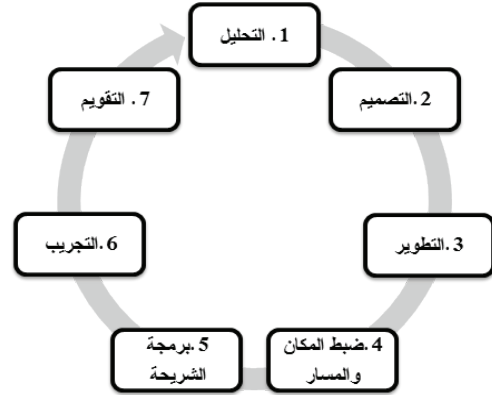 1. التحليل
2.التصميم
3.التطوير
4.ضبط المكان
والمسار
5.برمجة
الشريحة
6.التجريب
7. التقويم